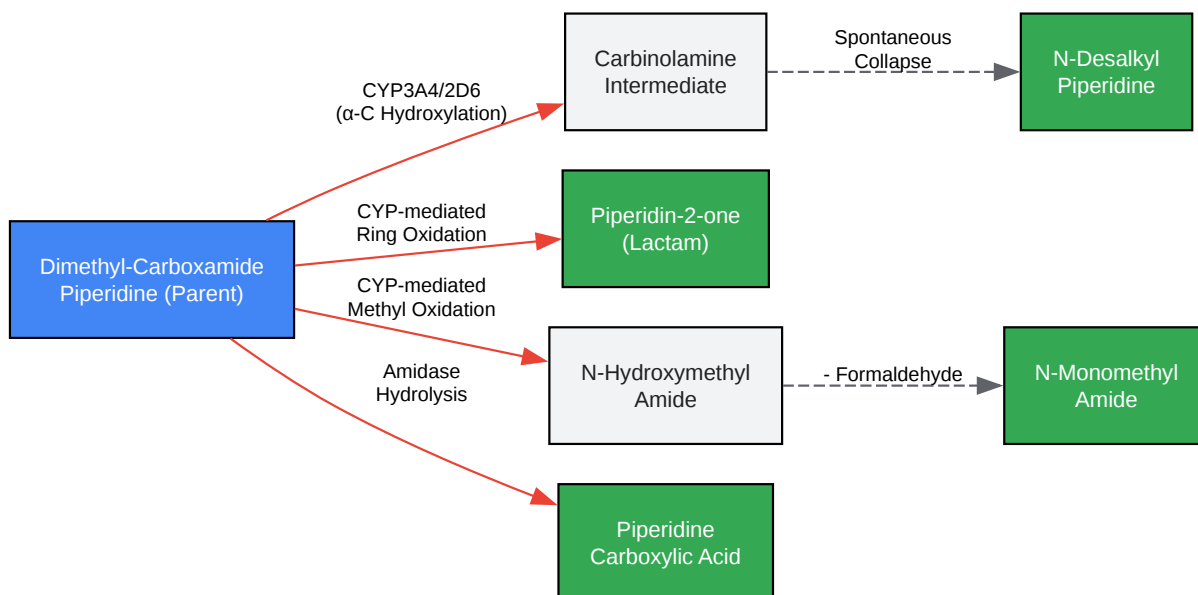 Carbinolamine
Intermediate
Spontaneous
Collapse
N-Desalkyl
Piperidine
CYP3A4/2D6
(α-C Hydroxylation)
Dimethyl-Carboxamide
Piperidine (Parent)
CYP-mediated
Ring Oxidation
Piperidin-2-one
(Lactam)
CYP-mediated
Methyl Oxidation
N-Hydroxymethyl
Amide
- Formaldehyde
N-Monomethyl
Amide
Amidase
Hydrolysis
Piperidine
Carboxylic Acid